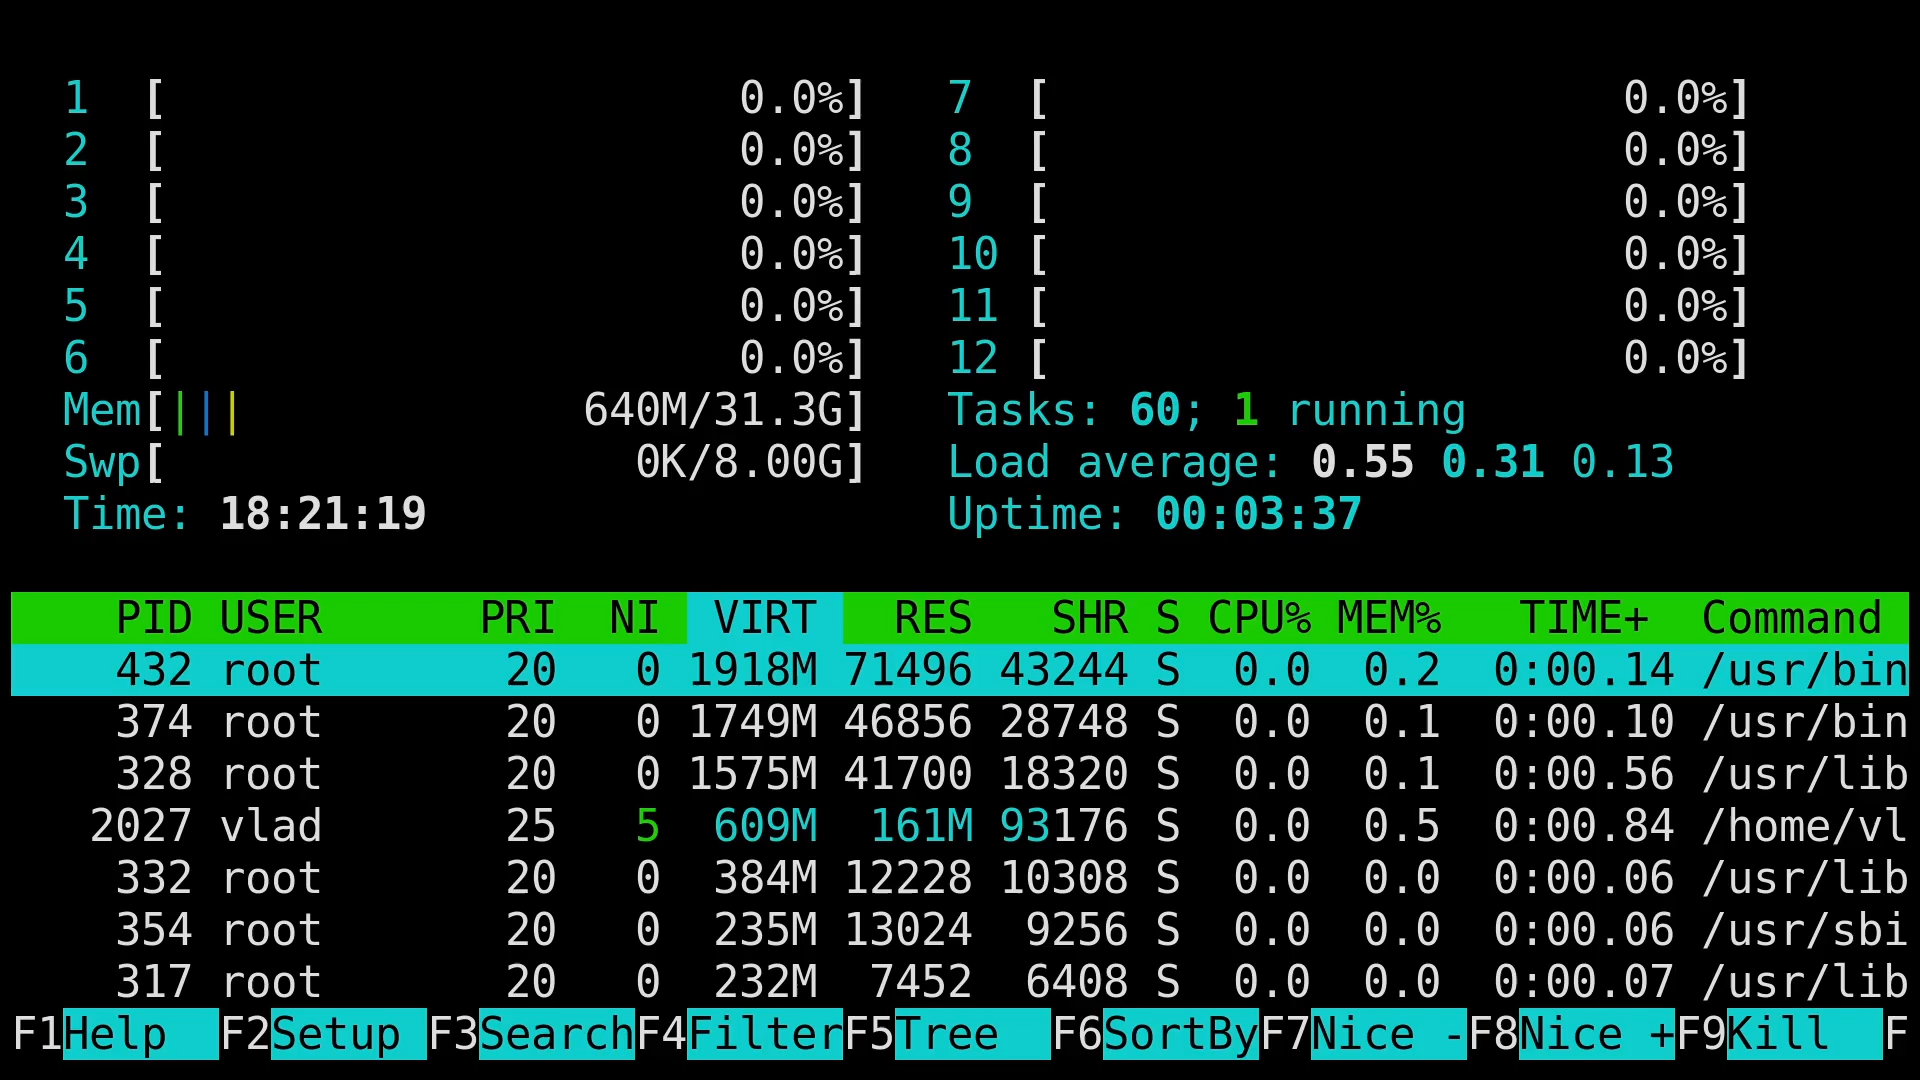 1  [                      0.0%]   7  [                      0.0%]
2  [                      0.0%]   8  [                      0.0%]
3  [                      0.0%]   9  [                      0.0%]
4  [                      0.0%]   10 [                      0.0%]
5  [                      0.0%]   11 [                      0.0%]
6  [                      0.0%]   12 [                      0.0%]
Mem[|||             640M/31.3G]   Tasks: 60; 1 running
Swp[                  0K/8.00G]   Load average: 0.55 0.31 0.13
Time: 18:21:19                    Uptime: 00:03:37
PID USER      PRI  NI  VIRT   RES   SHR S CPU% MEM%   TIME+  Command
432 root       20   0 1918M 71496 43244 S  0.0  0.2  0:00.14 /usr/bin
374 root       20   0 1749M 46856 28748 S  0.0  0.1  0:00.10 /usr/bin
328 root       20   0 1575M 41700 18320 S  0.0  0.1  0:00.56 /usr/lib
2027 vlad       25   5  609M  161M 93176 S  0.0  0.5  0:00.84 /home/vl
332 root       20   0  384M 12228 10308 S  0.0  0.0  0:00.06 /usr/lib
354 root       20   0  235M 13024  9256 S  0.0  0.0  0:00.06 /usr/sbi
317 root       20   0  232M  7452  6408 S  0.0  0.0  0:00.07 /usr/lib
F1Help  F2Setup F3SearchF4FilterF5Tree  F6SortByF7Nice -F8Nice +F9Kill  F